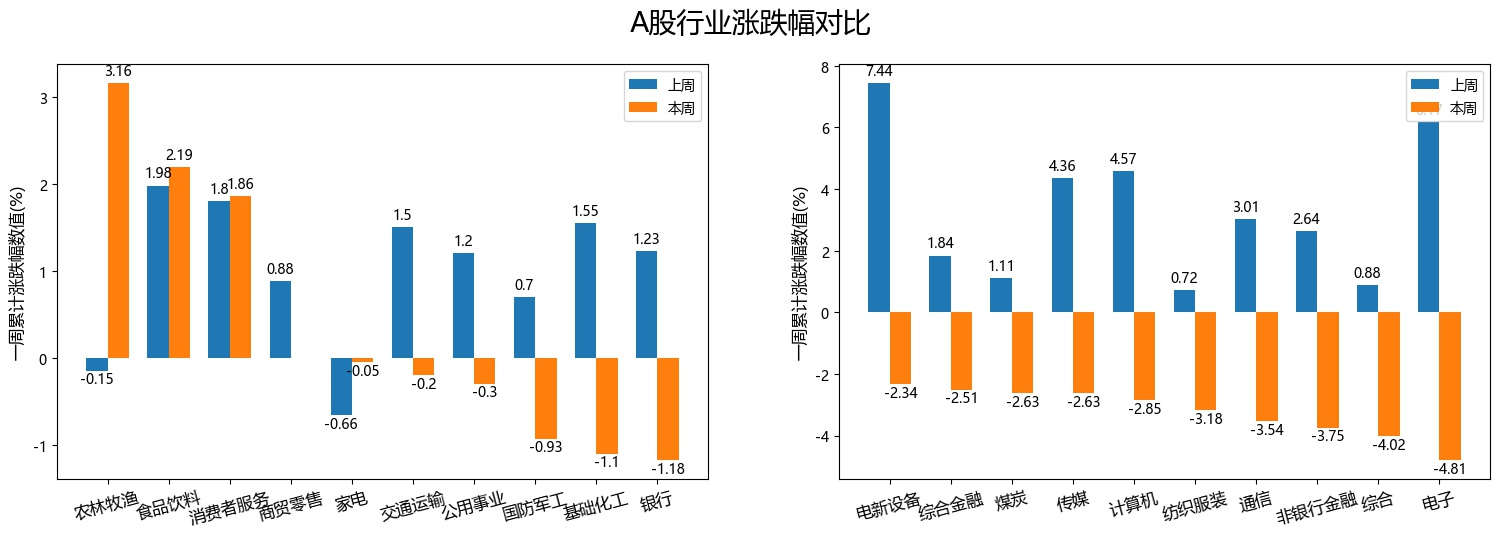 A股行业涨跌幅对比
一周累计涨跌幅数值(%)
3
2
1
0
-1
上周
本周
-0.15
3.16
1.98
2.19
1.8
1.86
0.88
-0.66
-0.05
1.5
-0.2
1.2
-0.3
0.7
-0.93
1.55
-1.1
1.23
-1.18
农林牧渔
食品饮料
消费者服务
商贸零售
家电
交通运输
公用事业
国防军工
基础化工
银行
一周累计涨跌幅数值(%)
8
6
4
2
0
-2
-4
上周
本周
7.44
-2.34
1.84
-2.51
1.11
-2.63
4.36
-2.63
4.57
-2.85
0.72
-3.18
3.01
-3.54
2.64
-3.75
0.88
-4.02
-4.81
电新设备
综合金融
煤炭
传媒
计算机
纺织服装
通信
非银行金融
综合
电子